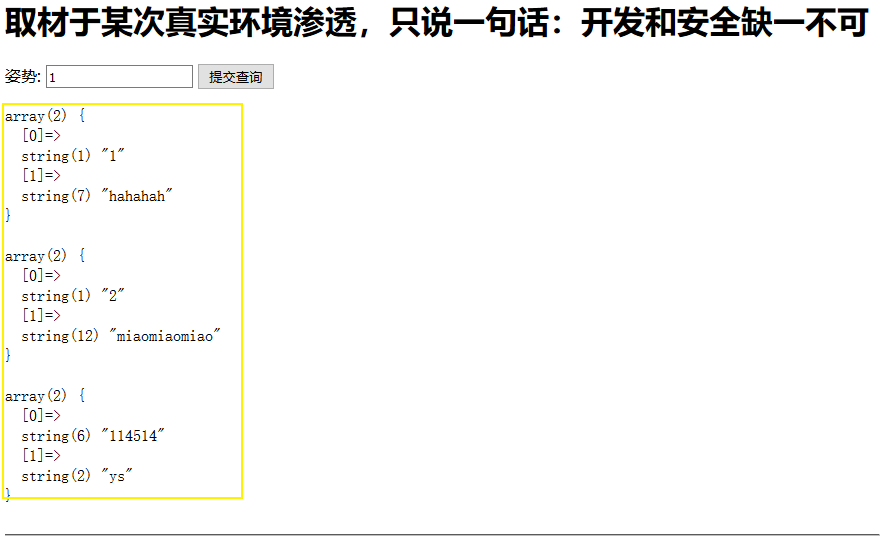 取材于某次真实环境渗透，只说一句话：开发和安全缺一不可
姿势: 1 提交查询
array(2) {
  [0]=>
  string(1) "1"
  [1]=>
  string(7) "hahahah"
}
array(2) {
  [0]=>
  string(1) "2"
  [1]=>
  string(12) "miaomiaomiao"
}
array(2) {
  [0]=>
  string(6) "114514"
  [1]=>
  string(2) "ys"
}